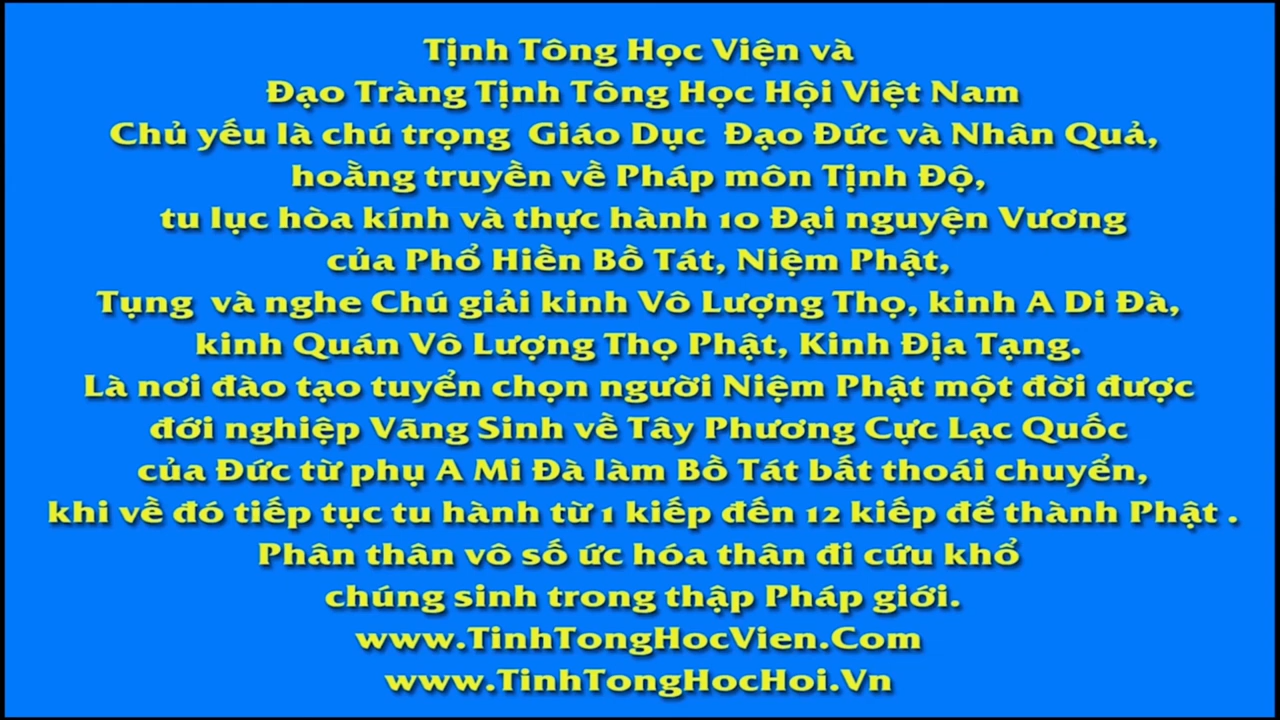 Tịnh Tông Học Viện và
Đạo Tràng Tịnh Tông Học Hội Việt Nam
Chủ yếu là chú trọng Giáo Dục Đạo Đức và Nhân Quả,
hoằng truyền về Pháp môn Tịnh Độ,
tu lục hòa kính và thực hành 10 Đại nguyện Vương
của Phổ Hiền Bồ Tát, Niệm Phật,
Tụng và nghe Chú giải kinh Vô Lượng Thọ, kinh A Di Đà,
kinh Quán Vô Lượng Thọ Phật, Kinh Địa Tạng.
Là nơi đào tạo tuyển chọn người Niệm Phật một đời được
đới nghiệp Vãng Sinh về Tây Phương Cực Lạc Quốc
của Đức từ phụ A Mi Đà làm Bồ Tát bất thoái chuyển,
khi về đó tiếp tục tu hành từ 1 kiếp đến 12 kiếp để thành Phật .
Phân thân vô số ức hóa thân đi cứu khổ
chúng sinh trong thập Pháp giới.
www.TinhTongHocVien.Com
www.TinhTongHocHoi.Vn